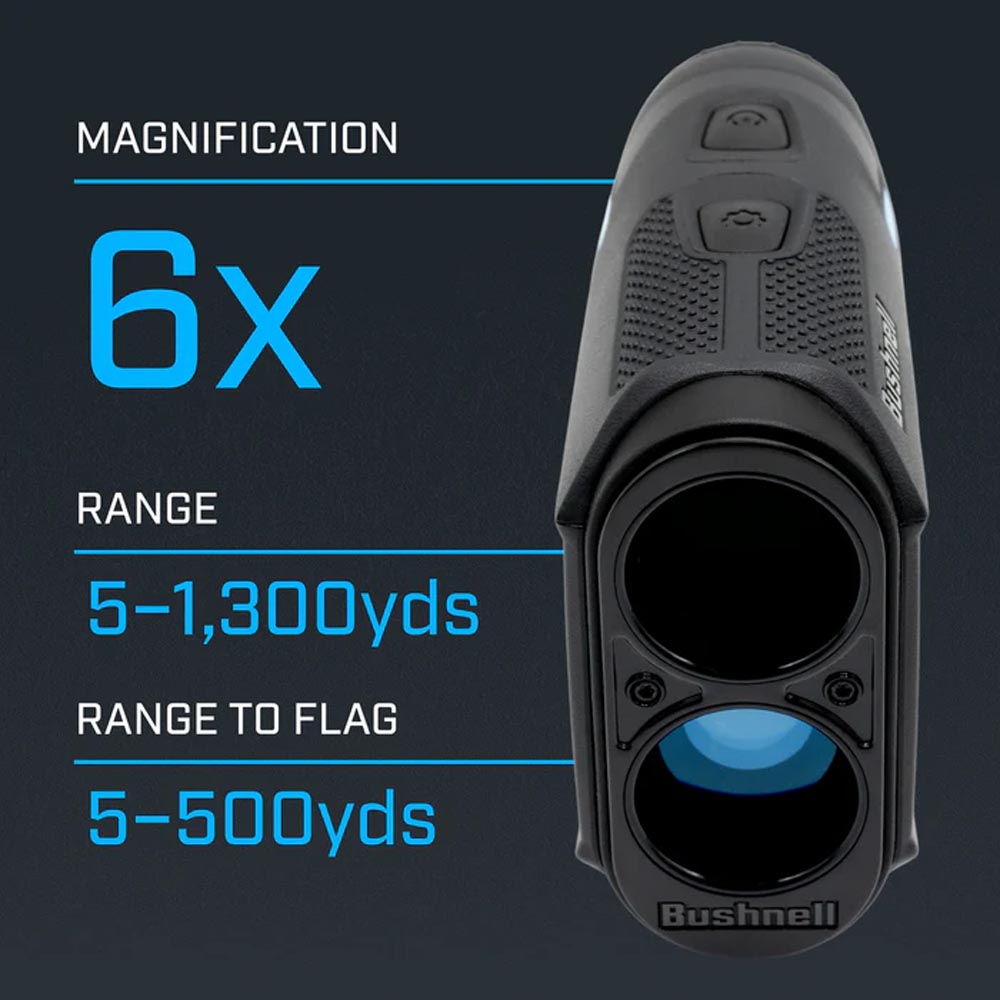 MAGNIFICATION
6x
RANGE
5–1,300yds
RANGE TO FLAG
5–500yds
Bushnell
Bushnell